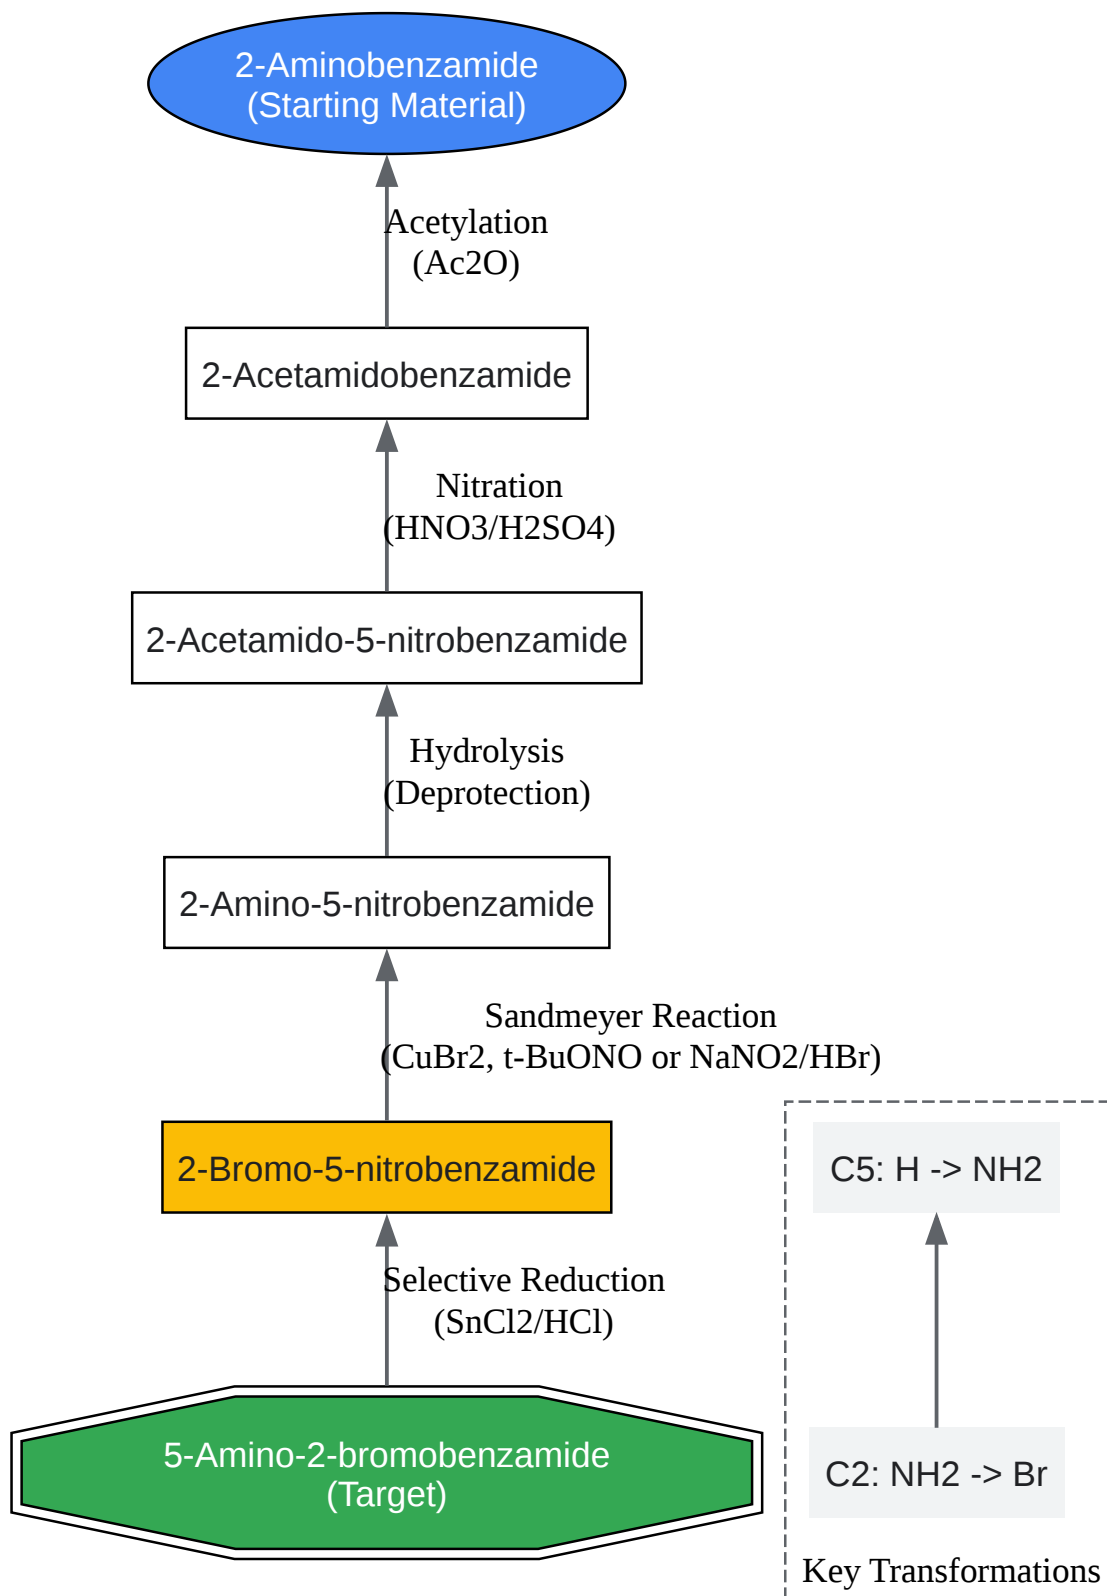 2-Aminobenzamide
(Starting Material)
Acetylation
(Ac2O)
2-Acetamidobenzamide
Nitration
(HNO3/H2SO4)
2-Acetamido-5-nitrobenzamide
Hydrolysis
(Deprotection)
2-Amino-5-nitrobenzamide
Sandmeyer Reaction
(CuBr2, t-BuONO or NaNO2/HBr)
2-Bromo-5-nitrobenzamide
Selective Reduction
(SnCl2/HCl)
5-Amino-2-bromobenzamide
(Target)
C5: H -> NH2
C2: NH2 -> Br
Key Transformations